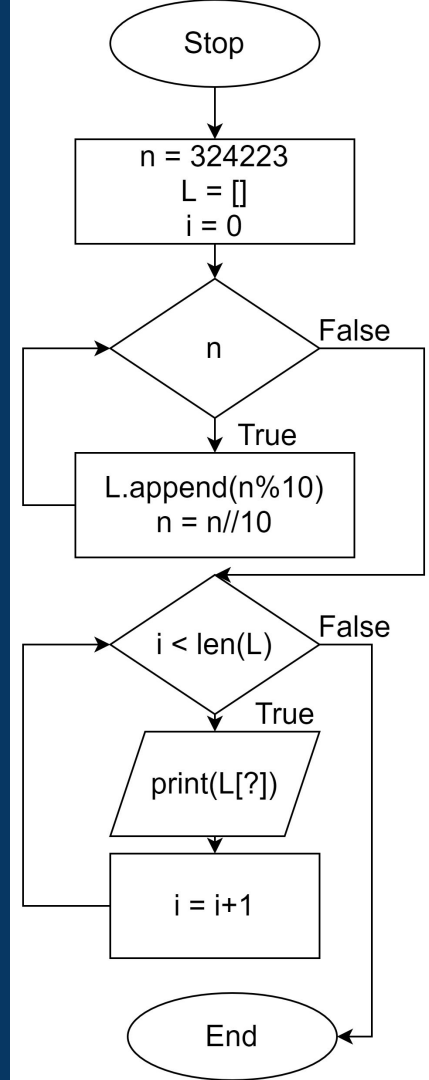 Stop
n = 324223
L = []
i = 0
n
False
True
L.append(n%10)
n = n//10
i < len(L)
False
True
print(L[?])
i = i+1
End